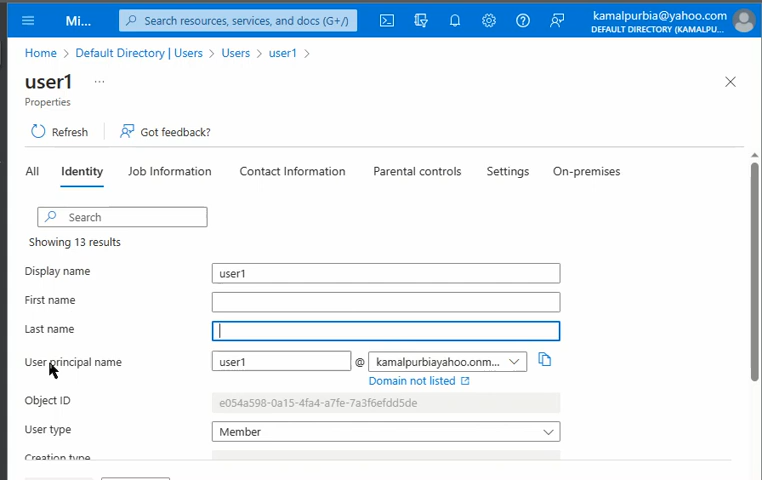 Mi...
Search resources, services, and docs (G+/)
kamalpurbia@yahoo.com
DEFAULT DIRECTORY (KAMALPU...
Home > Default Directory | Users > Users > user1 >
user1 ...
Properties
Refresh
Got feedback?
All Identity Job Information Contact Information Parental controls Settings On-premises
Search
Showing 13 results
Display name user1
First name
Last name
User principal name user1 @ kamalpurbiayahoo.onm...
Domain not listed
Object ID e054a598-0a15-4fa4-a7fe-7a3f6efdd5de
User type Member
Creation type